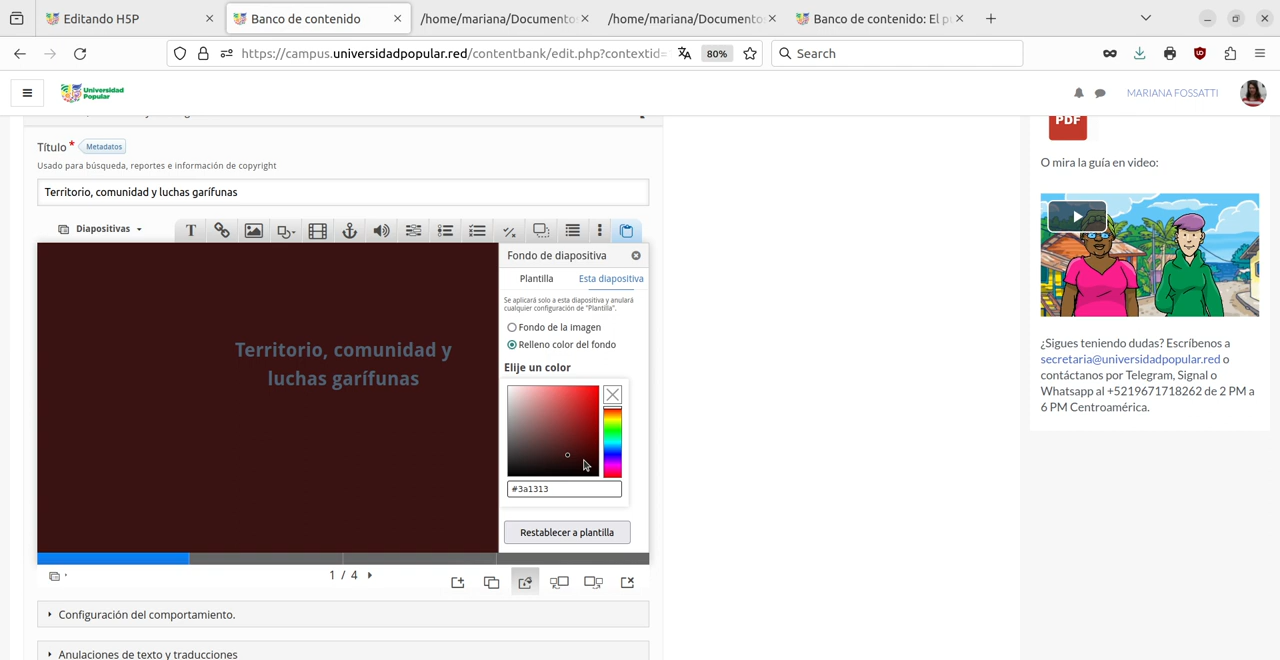 Editando H5P
Banco de contenido
/home/mariana/Documento
/home/mariana/Documento
Banco de contenido: El p
https://campus.universidadpopular.red/contentbank/edit.php?contextid=
80%
Search
Universidad
Popular
MARIANA FOSSATTI
Título * Metadatos
Usado para búsqueda, reportes e información de copyright
Territorio, comunidad y luchas garífunas
Diapositivas
T
Territorio, comunidad y
luchas garífunas
Fondo de diapositiva
Plantilla
Esta diapositiva
Se aplicará solo a esta diapositiva y anulará
cualquier configuración de "Plantilla".
Fondo de la imagen
Relleno color del fondo
Elije un color
#3a1313
Restablecer a plantilla
1 / 4
Configuración del comportamiento.
Anulaciones de texto y traducciones
PDF
O mira la guía en video:
¿Sigues teniendo dudas? Escríbenos a
secretaria@universidadpopular.red o
contáctanos por Telegram, Signal o
Whatsapp al +5219671718262 de 2 PM a
6 PM Centroamérica.